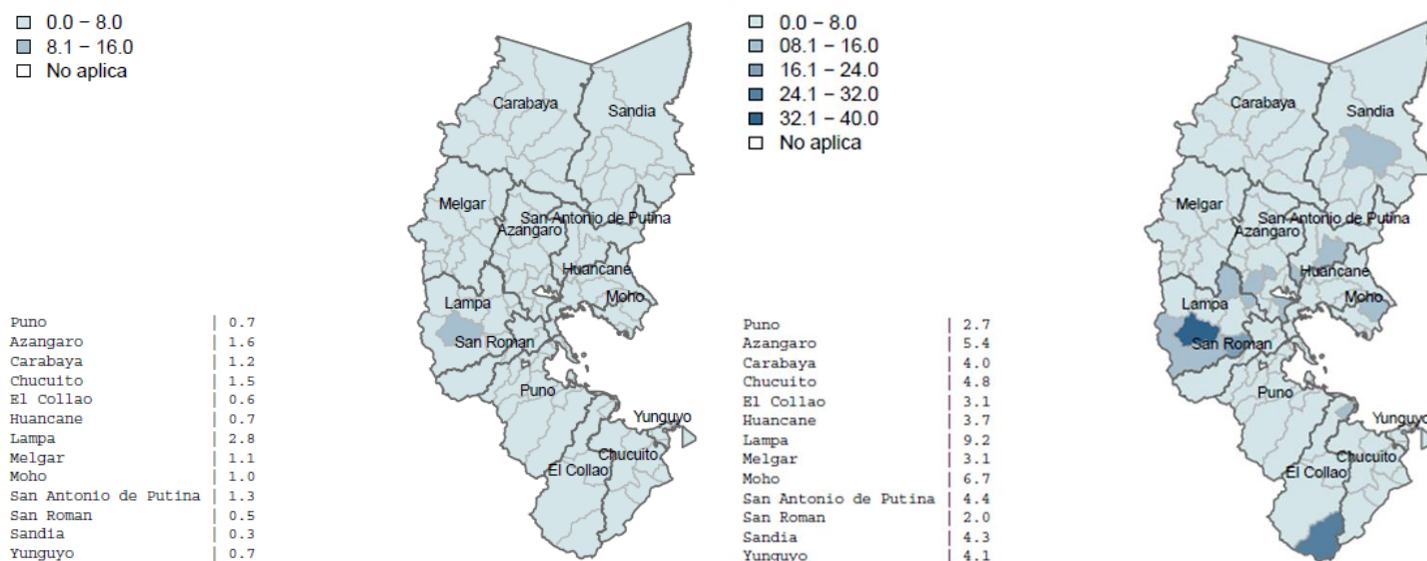 0.0 – 8.0
8.1 – 16.0
No aplica
Carabaya
Sandia
Melgar
San Antonio de Putina
Azangaro
Huancane
Lampa
Moho
San Roman
Puno
Yunguyo
Chucuito
El Collao
Puno | 0.7
Azangaro | 1.6
Carabaya | 1.2
Chucuito | 1.5
El Collao | 0.6
Huancane | 0.7
Lampa | 2.8
Melgar | 1.1
Moho | 1.0
San Antonio de Putina | 1.3
San Roman | 0.5
Sandia | 0.3
Yunguyo | 0.7
0.0 – 8.0
08.1 – 16.0
16.1 – 24.0
24.1 – 32.0
32.1 – 40.0
No aplica
Carabaya
Sandia
Melgar
San Antonio de Putina
Azangaro
Huancane
Lampa
Moho
San Roman
Puno
Yunguyo
Chucuito
El Collao
Puno | 2.7
Azangaro | 5.4
Carabaya | 4.0
Chucuito | 4.8
El Collao | 3.1
Huancane | 3.7
Lampa | 9.2
Melgar | 3.1
Moho | 6.7
San Antonio de Putina | 4.4
San Roman | 2.0
Sandia | 4.3
Yunguyo | 4.1